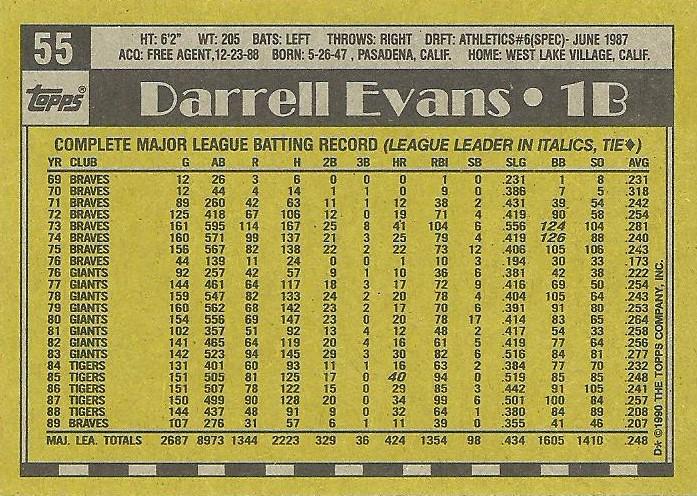 55
HT: 6'2" WT: 205 BATS: LEFT THROWS: RIGHT DRFT: ATHLETICS#6(SPEC)- JUNE 1987
ACQ: FREE AGENT,12-23-88 BORN: 5-26-47 , PASADENA, CALIF. HOME: WEST LAKE VILLAGE, CALIF.
Topps®
Darrell Evans • 1B
COMPLETE MAJOR LEAGUE BATTING RECORD (LEAGUE LEADER IN ITALICS, TIE♦)
YR CLUB G AB R H 2B 3B HR RBI SB SLG BB SO AVG
69 BRAVES 12 26 3 6 0 0 0 1 0 .231 1 8 .231
70 BRAVES 12 44 4 14 1 1 0 9 0 .386 7 5 .318
71 BRAVES 89 260 42 63 11 1 12 38 2 .431 39 54 .242
72 BRAVES 125 418 67 106 12 0 19 71 4 .419 90 58 .254
73 BRAVES 161 595 114 167 25 8 41 104 6 .556 124 104 .281
74 BRAVES 160 571 99 137 21 3 25 79 4 .419 126 88 .240
75 BRAVES 156 567 82 138 22 2 22 73 12 .406 105 106 .243
76 BRAVES 44 139 11 24 0 0 1 10 3 .194 30 33 .173
76 GIANTS 92 257 42 57 9 1 10 36 6 .381 42 38 .222
77 GIANTS 144 461 64 117 18 3 17 72 9 .416 69 50 .254
78 GIANTS 159 547 82 133 24 2 20 78 4 .404 105 64 .243
79 GIANTS 160 562 68 142 23 2 17 70 6 .391 91 80 .253
80 GIANTS 154 556 69 147 23 0 20 78 17 .414 83 65 .264
81 GIANTS 102 357 51 92 13 4 12 48 2 .417 54 33 .258
82 GIANTS 141 465 64 119 20 4 16 61 5 .419 77 64 .256
83 GIANTS 142 523 94 145 29 3 30 82 6 .516 84 81 .277
84 TIGERS 131 401 60 93 11 1 16 63 2 .384 77 70 .232
85 TIGERS 151 505 81 125 17 0 40 94 0 .519 85 85 .248
86 TIGERS 151 507 78 122 15 0 29 85 3 .442 91 105 .241
87 TIGERS 150 499 90 128 20 0 34 99 6 .501 100 84 .257
88 TIGERS 144 437 48 91 9 0 22 64 1 .380 84 89 .208
89 BRAVES 107 276 31 57 6 1 11 39 0 .355 41 46 .207
MAJ. LEA. TOTALS 2687 8973 1344 2223 329 36 424 1354 98 .434 1605 1410 .248
D* ©1990 THE TOPPS COMPANY, INC.